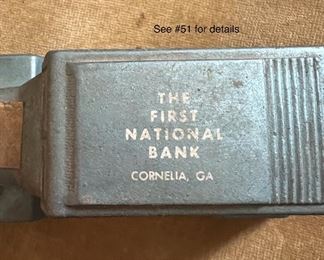 See #51 for details
THE
FIRST
NATIONAL
BANK
CORNELIA, GA